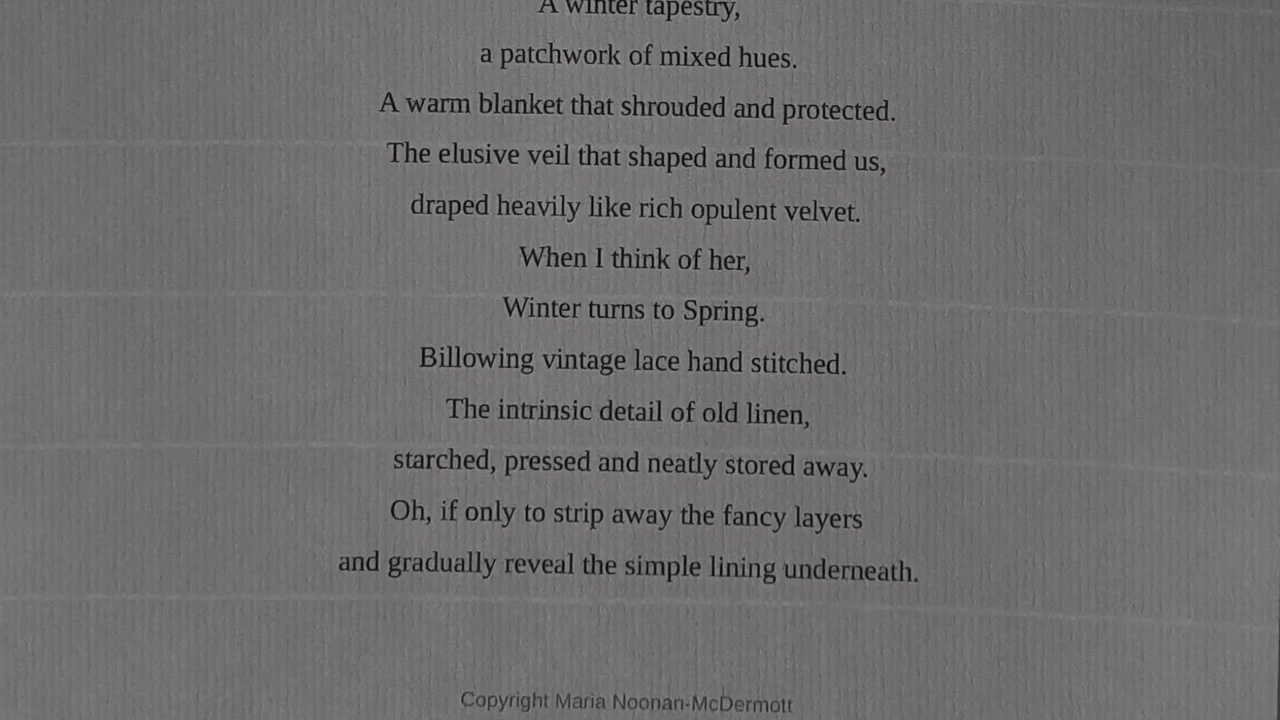 A winter tapestry,
a patchwork of mixed hues.
A warm blanket that shrouded and protected.
The elusive veil that shaped and formed us,
draped heavily like rich opulent velvet.
When I think of her,
Winter turns to Spring.
Billowing vintage lace hand stitched.
The intrinsic detail of old linen,
starched, pressed and neatly stored away.
Oh, if only to strip away the fancy layers
and gradually reveal the simple lining underneath.
Copyright Maria Noonan-McDermott